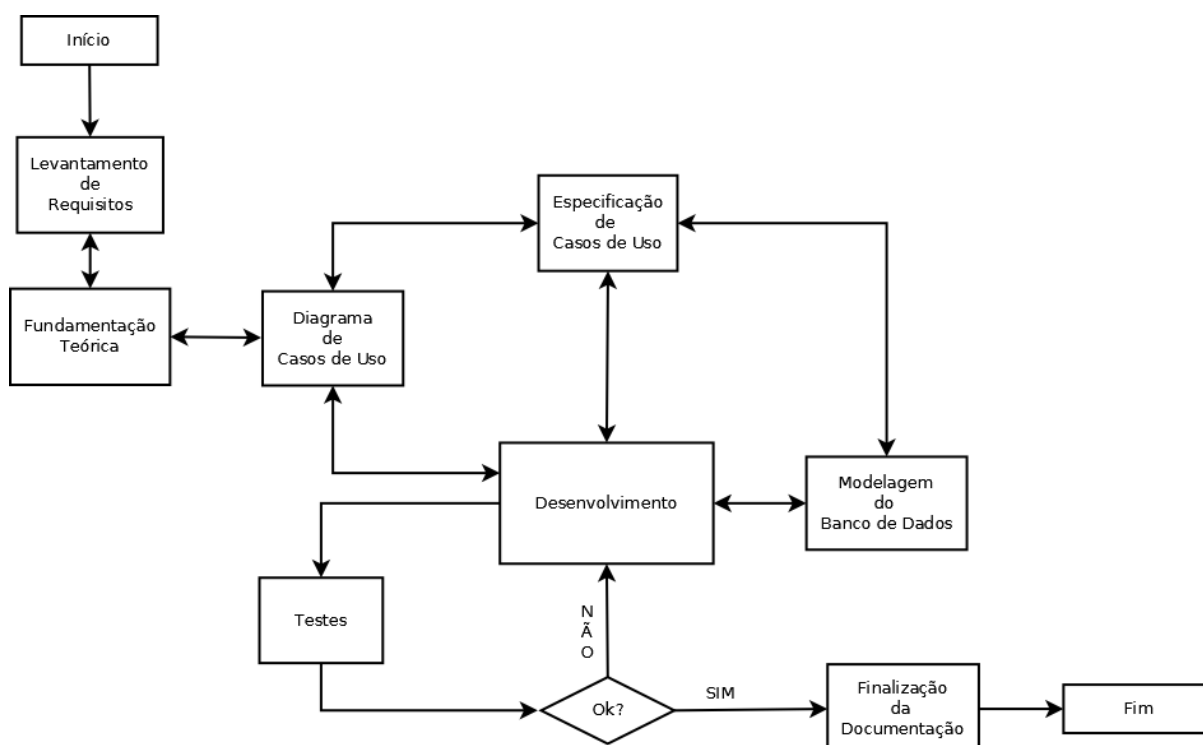 Início
Levantamento
de
Requisitos
Fundamentação
Teórica
Diagrama
de
Casos de Uso
Especificação
de
Casos de Uso
Desenvolvimento
Modelagem
do
Banco de Dados
Testes
N
Ã
O
Ok?
SIM
Finalização
da
Documentação
Fim